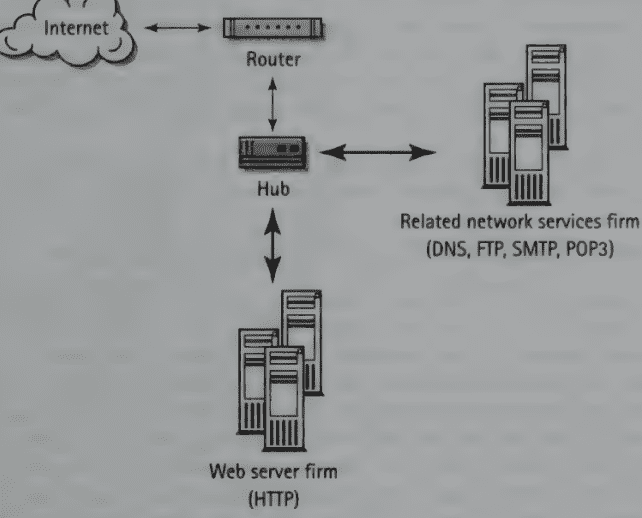 Internet
Router
Hub
Related network services firm
(DNS, FTP, SMTP, POP3)
Web server firm
(HTTP)